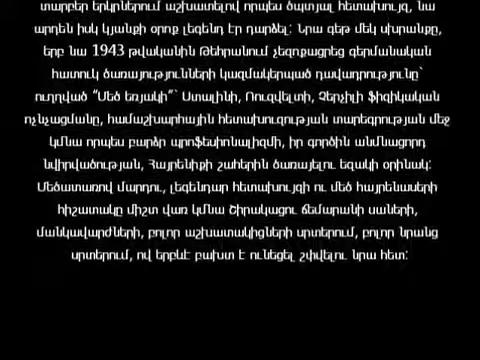 տարբեր երկրներում աշխատելով որպես ծպտյալ հետախույզ, նա
արդեն իսկ կյանքի օրոք լեգենդ էր դարձել: Նրա գեթ մեկ սխրանքը,
երբ նա 1943 թվականին Թեհրանում չեզոքացրեց գերմանական
հատուկ ծառայությունների կազմակերպած դավադրությունը`
ուղղված “Մեծ եռյակի”` Ստալինի, Ռուզվելտի, Չերչիլի ֆիզիկական
ոչնչացմանը, համաշխարհային հետախուզության տարեգրության մեջ
կմնա որպես բարձր պրոֆեսիոնալիզմի, իր գործին անմնացորդ
նվիրվածության, Հայրենիքի շահերին ծառայելու եզակի օրինակ:
Մեծատառով մարդու, լեգենդար հետախույզի ու մեծ հայրենասերի
հիշատակը միշտ վառ կմնա Շիրակացու ճեմարանի սաների,
մանկավարժների, բոլոր աշխատակիցների սրտերում, բոլոր նրանց
սրտերում, ով երբևէ բախտ է ունեցել շփվելու նրա հետ: